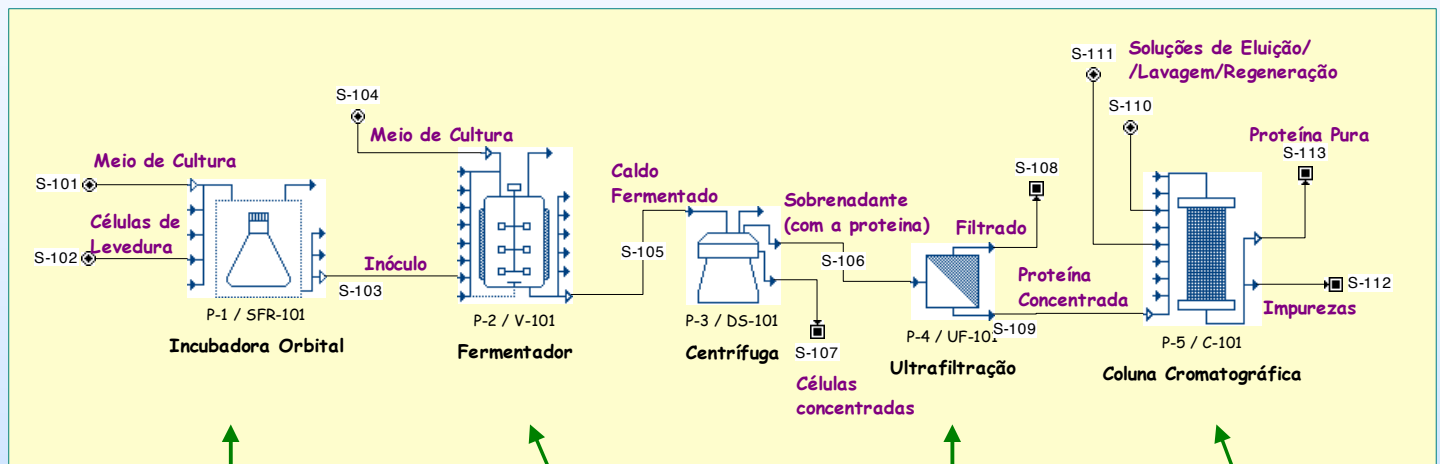 S-111
Soluções de Eluição/
/Lavagem/Regeneração
S-104
S-110
Meio de Cultura
Proteína Pura
S-113
Meio de Cultura
S-101
Caldo
Fermentado
S-108
Células de
Levedura
S-102
Sobrenadante
(com a proteina)
Filtrado
S-105
S-106
Inóculo
S-103
Proteína
Concentrada
S-112
Impurezas
P-1 / SFR-101
Incubadora Orbital
P-2 / V-101
Fermentador
P-3 / DS-101
Centrífuga
S-107
Células
concentradas
S-109
P-4 / UF-101
Ultrafiltração
P-5 / C-101
Coluna Cromatográfica